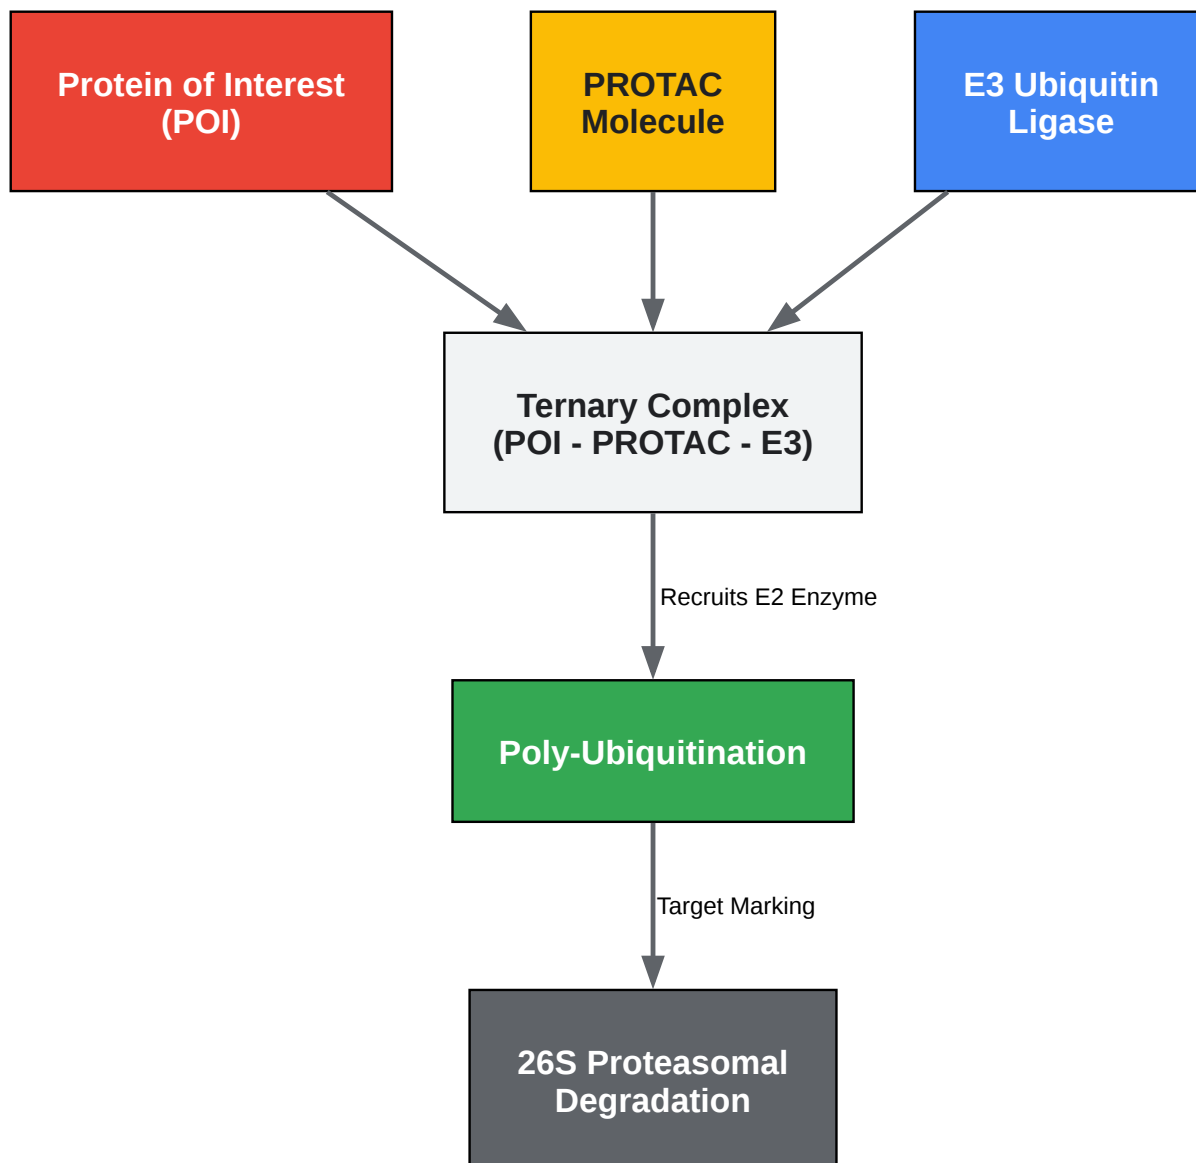 Protein of Interest
(POI)
PROTAC
Molecule
E3 Ubiquitin
Ligase
Ternary Complex
(POI - PROTAC - E3)
Recruits E2 Enzyme
Poly-Ubiquitination
Target Marking
26S Proteasomal
Degradation